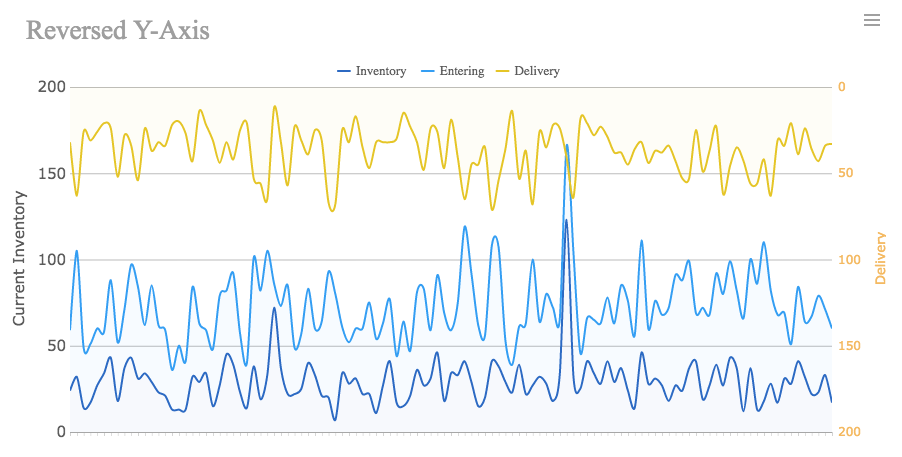 Reversed Y-Axis
Inventory Entering Delivery
200 0
150 50
100 100
50 150
0 200
Current Inventory
Delivery